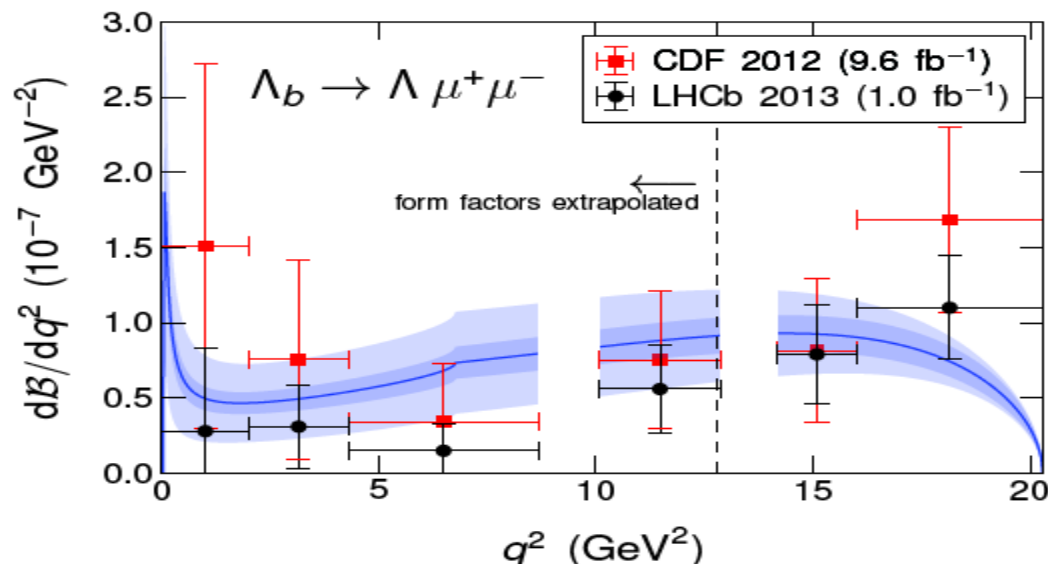 3.0
2.5
2.0
1.5
1.0
0.5
0.0
dB/dq² (10⁻⁷ GeV⁻²)
Λ_b → Λ μ⁺μ⁻
CDF 2012 (9.6 fb⁻¹)
LHCb 2013 (1.0 fb⁻¹)
←
form factors extrapolated
0 5 10 15 20
q² (GeV²)